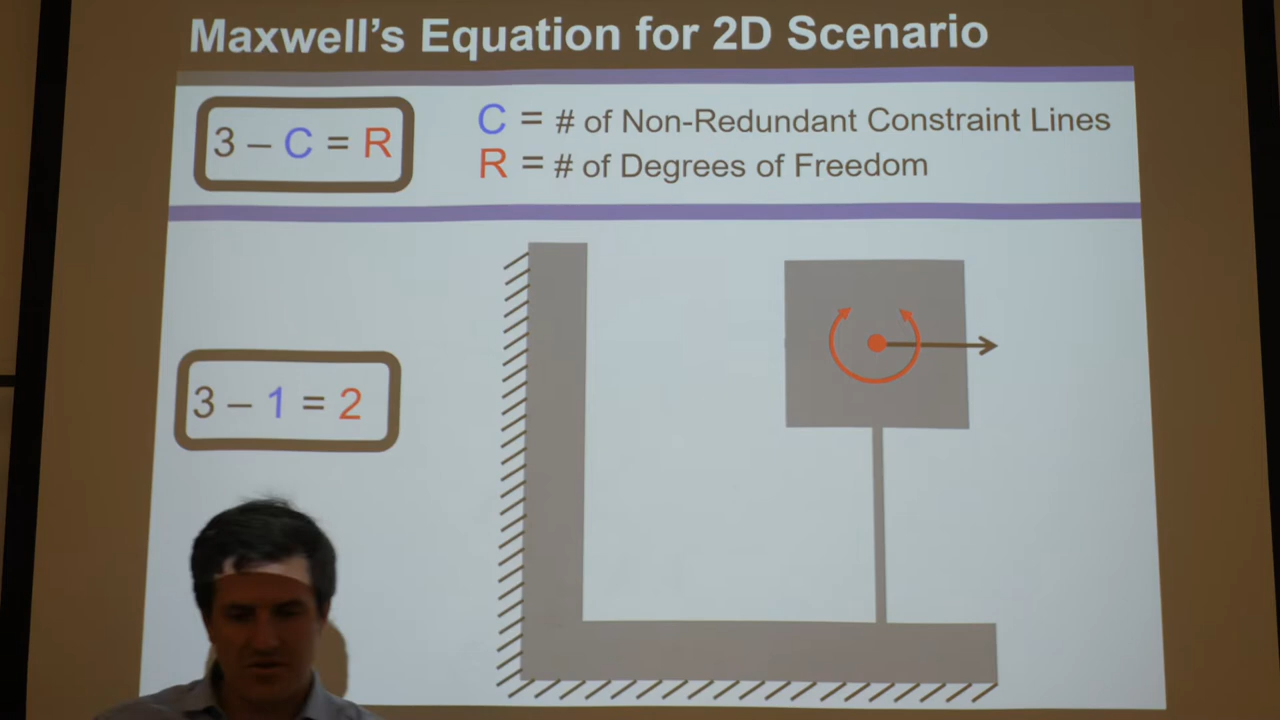 Maxwell's Equation for 2D Scenario
3 – C = R
C = # of Non-Redundant Constraint Lines
R = # of Degrees of Freedom
3 – 1 = 2